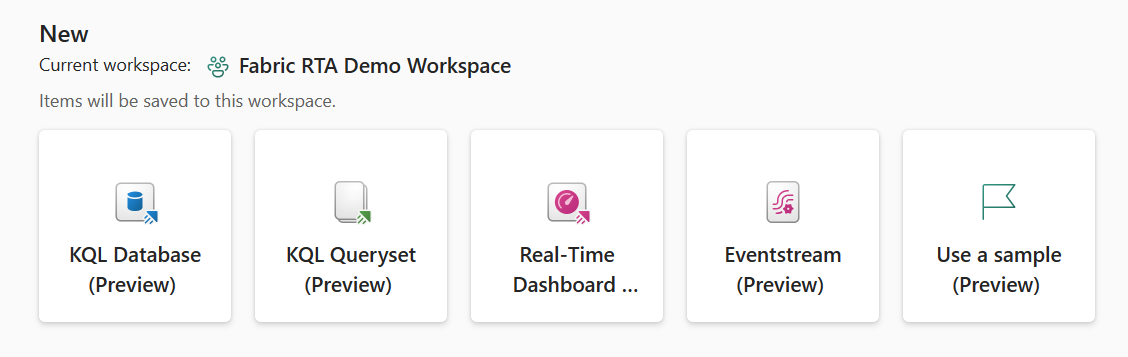 New
Current workspace: Fabric RTA Demo Workspace
Items will be saved to this workspace.
KQL Database
(Preview)
KQL Queryset
(Preview)
Real-Time
Dashboard ...
Eventstream
(Preview)
Use a sample
(Preview)